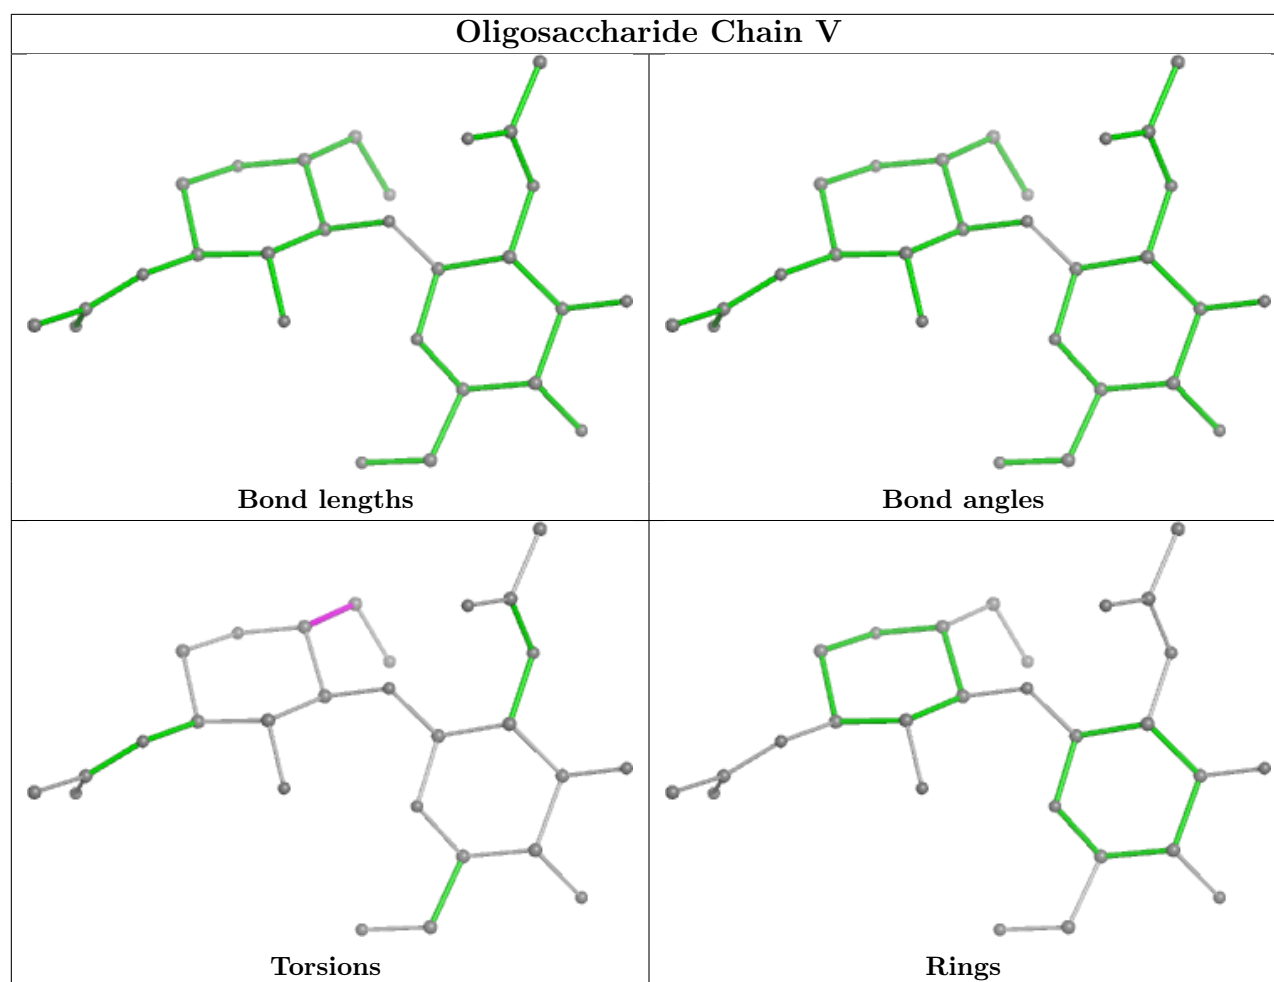 Oligosaccharide Chain V
Bond lengths
Bond angles
Torsions
Rings